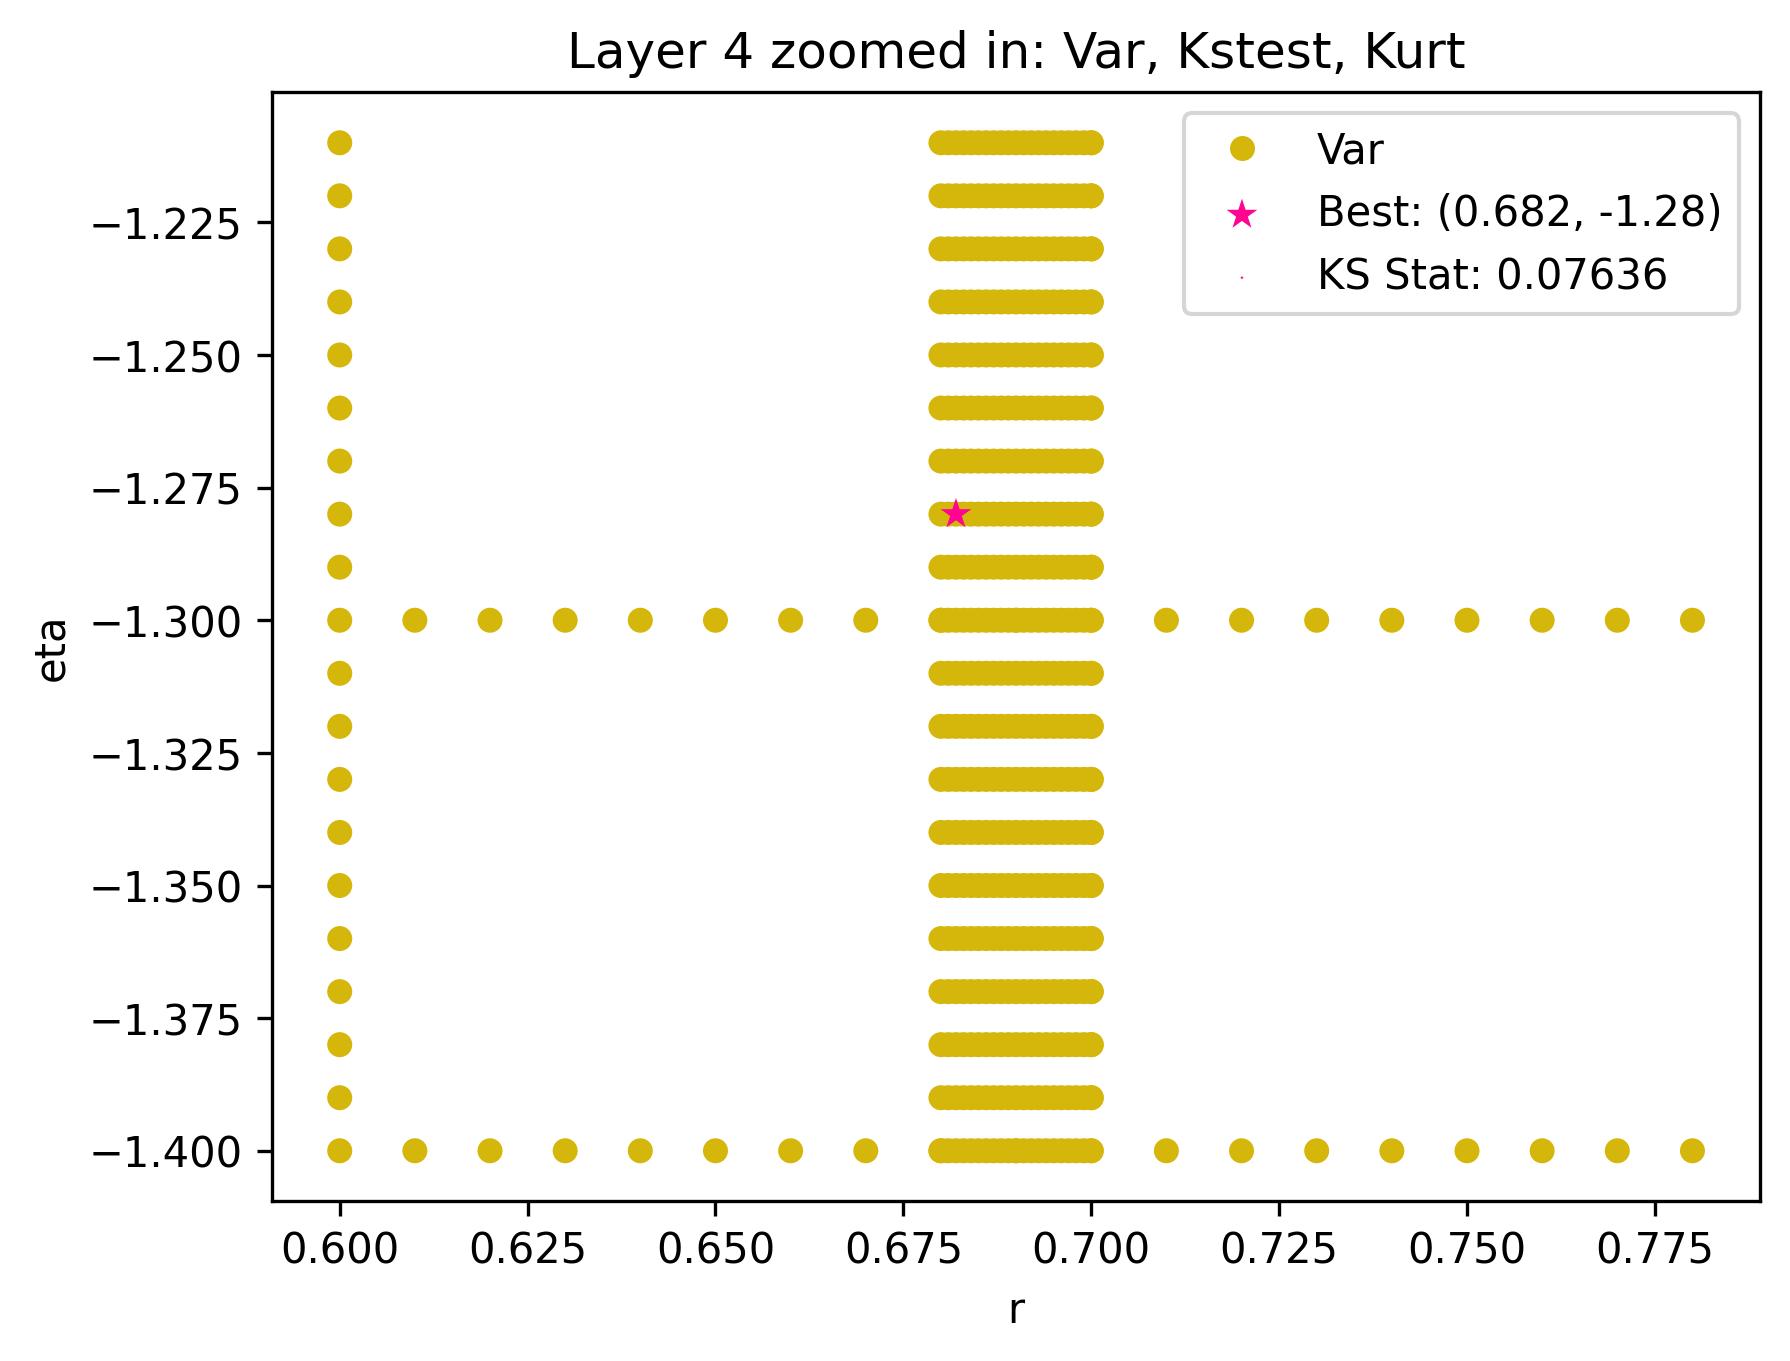 Layer 4 zoomed in: Var, Kstest, Kurt
Var
Best: (0.682, -1.28)
KS Stat: 0.07636
−1.225
−1.250
−1.275
−1.300
−1.325
−1.350
−1.375
−1.400
eta
0.600 0.625 0.650 0.675 0.700 0.725 0.750 0.775
r